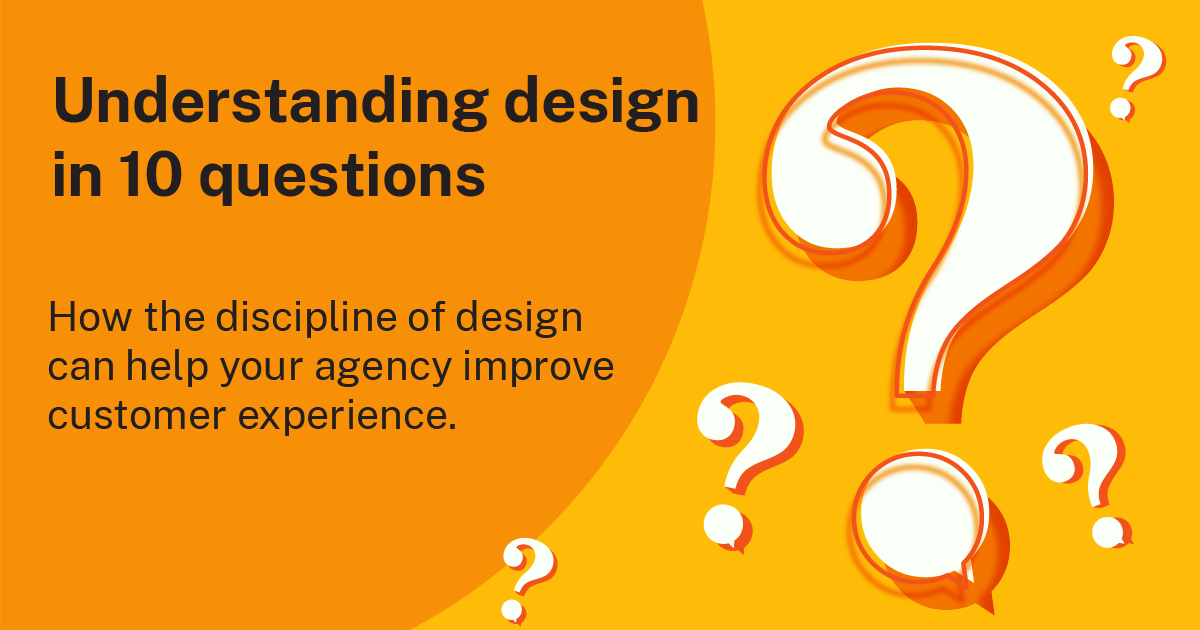 Understanding design
in 10 questions
How the discipline of design
can help your agency improve
customer experience.